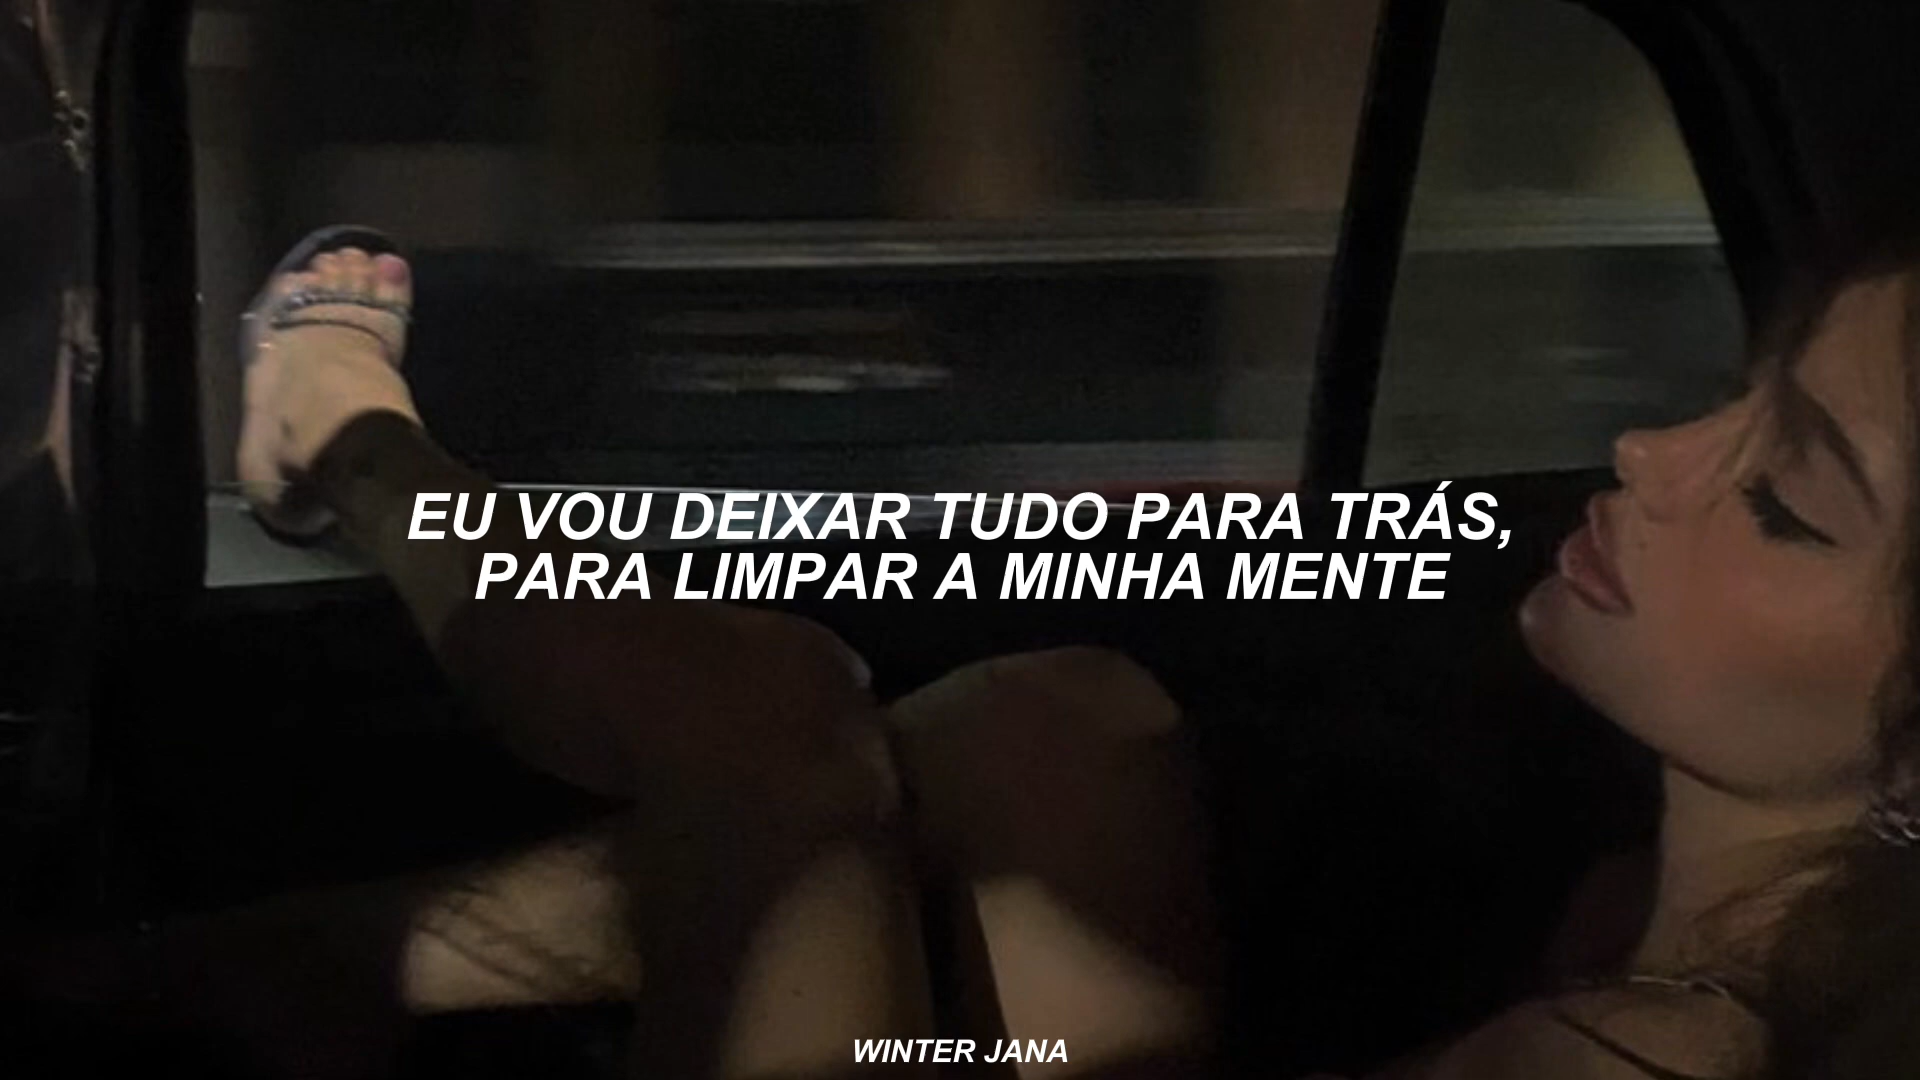 EU VOU DEIXAR TUDO PARA TRÁS,
PARA LIMPAR A MINHA MENTE
WINTER JANA